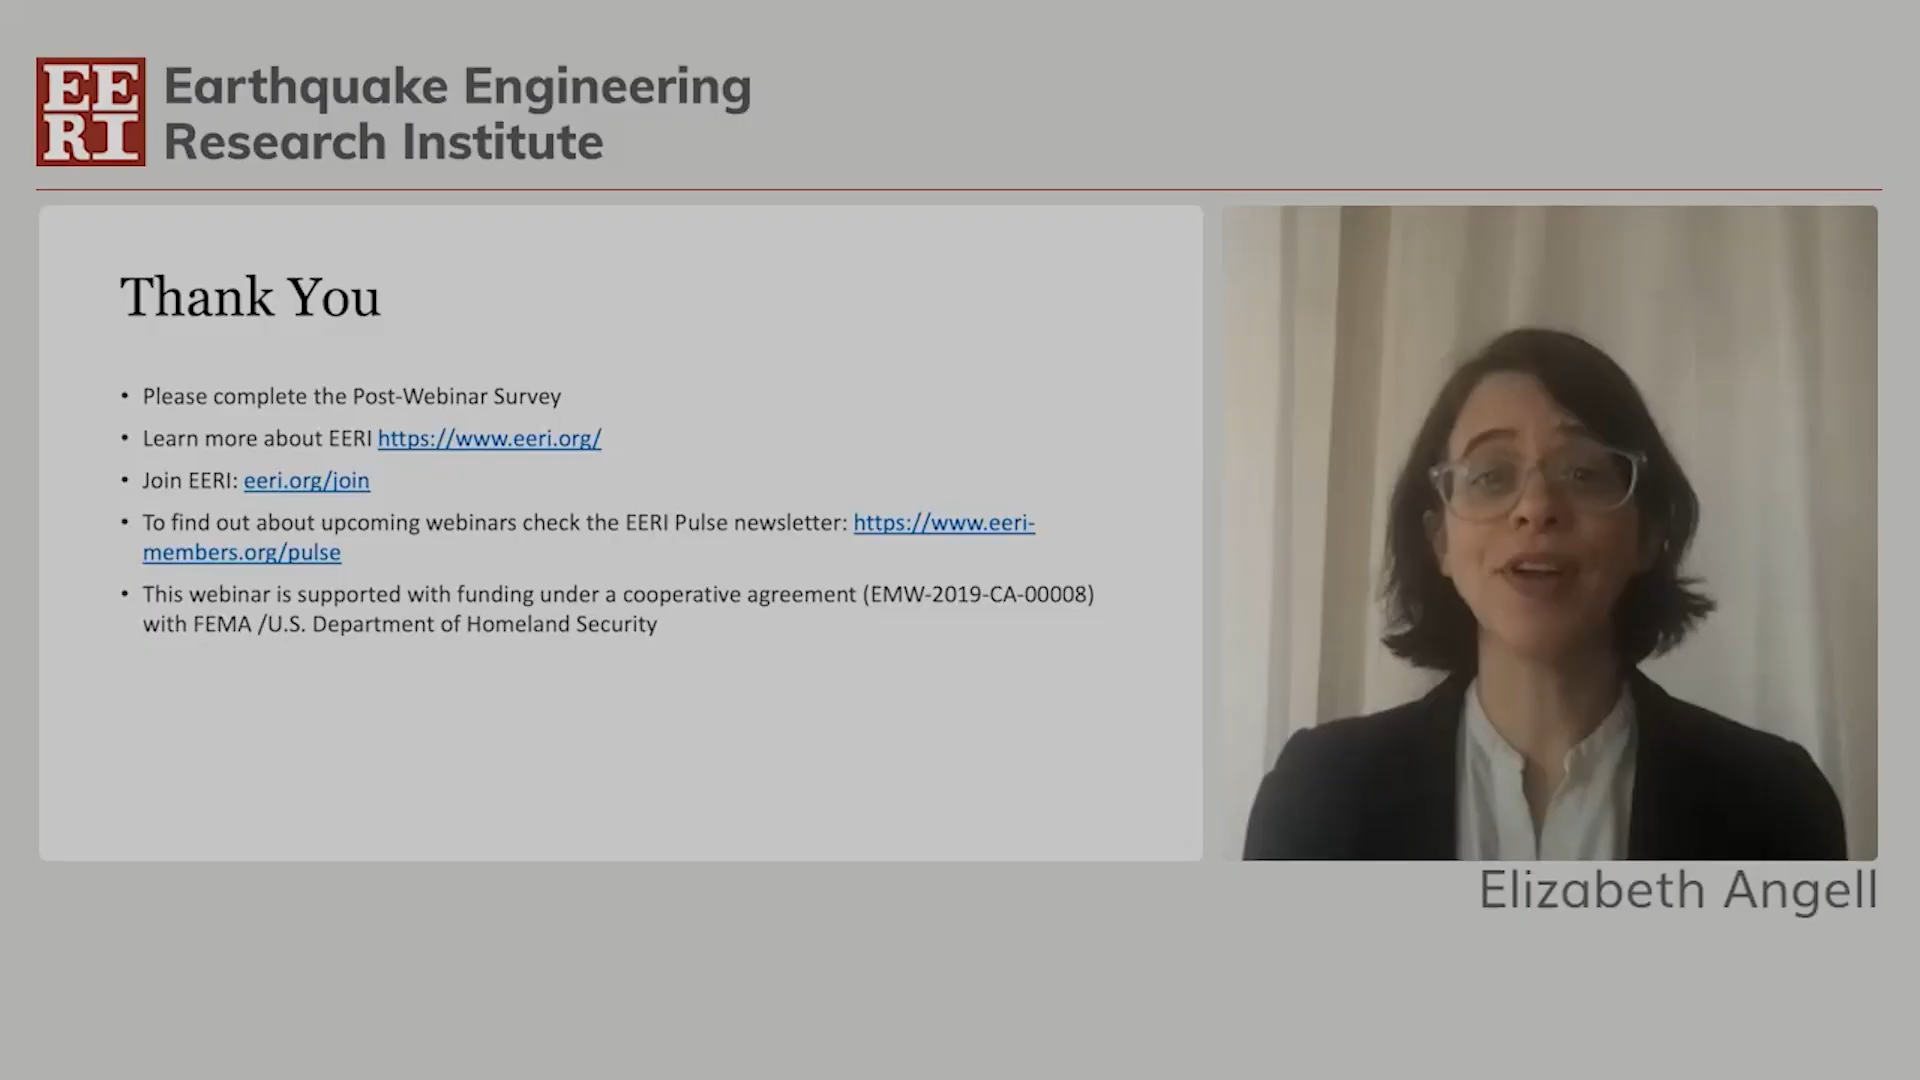 EE
RI
Earthquake Engineering
Research Institute
Thank You
• Please complete the Post-Webinar Survey
• Learn more about EERI https://www.eeri.org/
• Join EERI: eeri.org/join
• To find out about upcoming webinars check the EERI Pulse newsletter: https://www.eeri-
members.org/pulse
• This webinar is supported with funding under a cooperative agreement (EMW-2019-CA-00008)
with FEMA /U.S. Department of Homeland Security
Elizabeth Angell